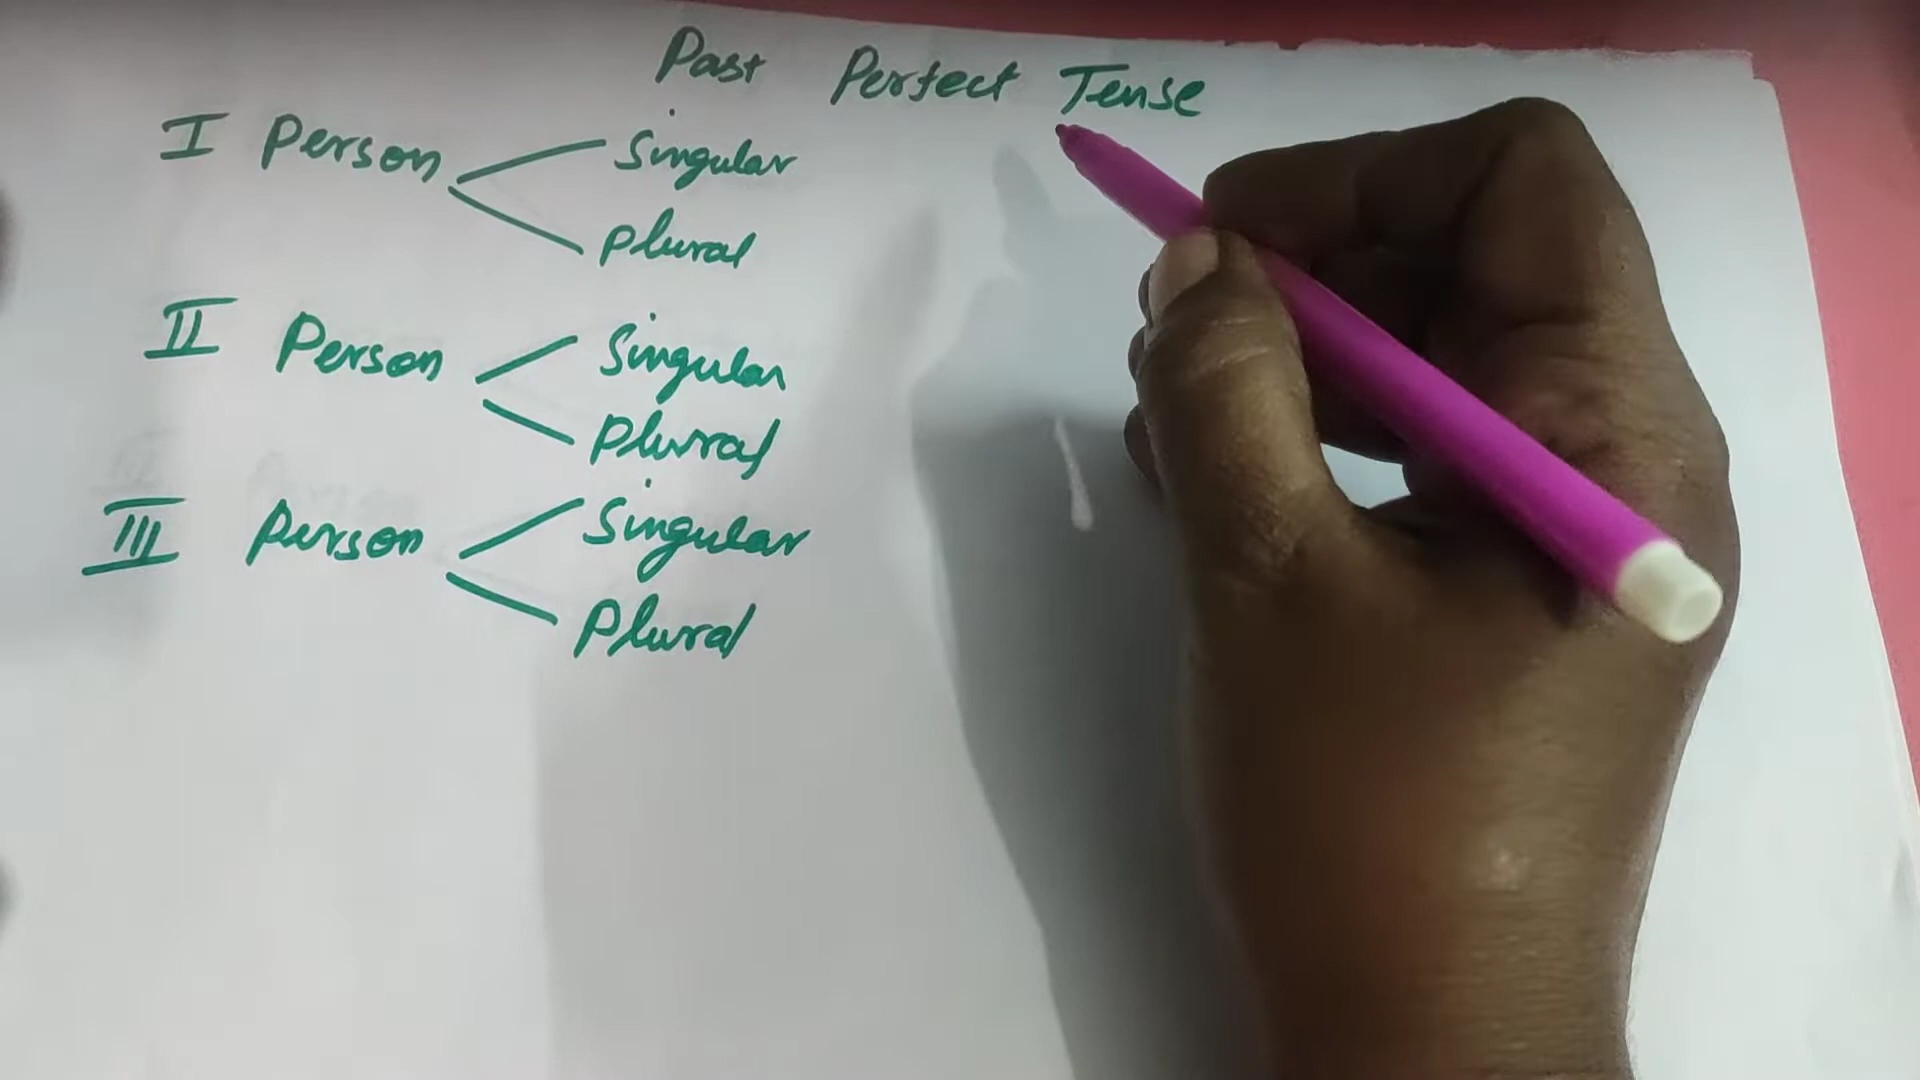 Past Perfect Tense
I Person Singular
Plural
II Person Singular
Plural
III Person Singular
Plural